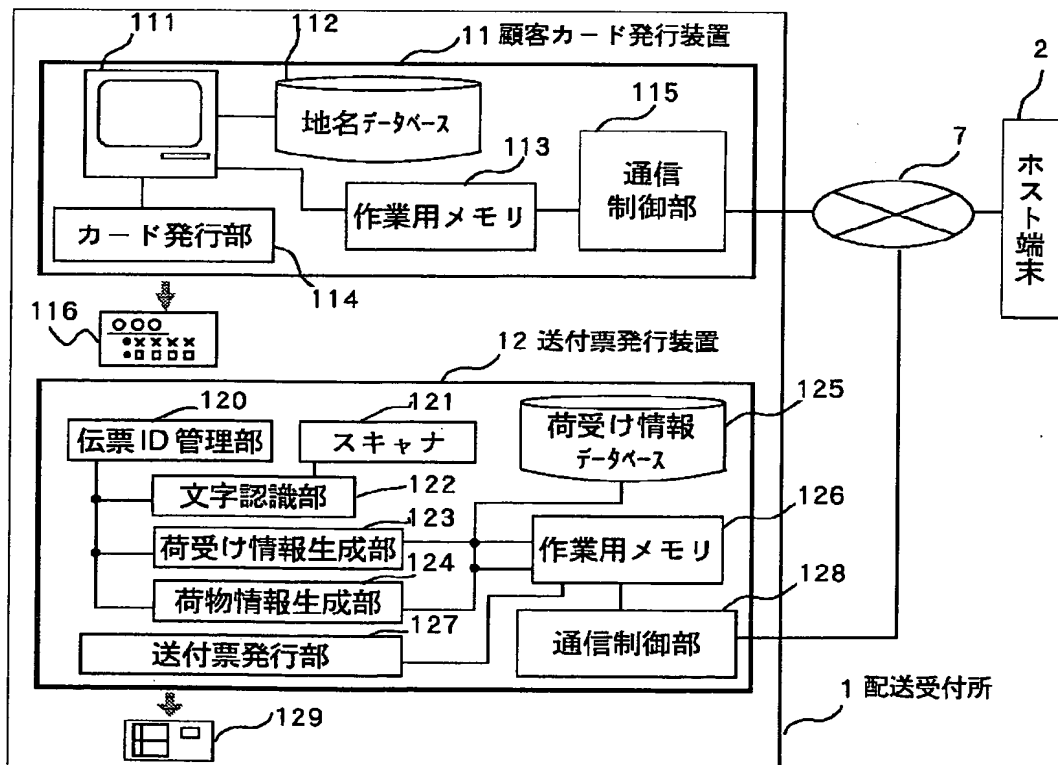 111
112
11 顧客カード発行装置
2
地名データベース
115
7
113
通信
制御部
ホスト端末
作業用メモリ
カード発行部
114
116
○○○
●××××
●□□□□
12 送付票発行装置
120
121
125
伝票ID管理部
スキャナ
荷受け情報
データベース
文字認識部
122
123
126
荷受け情報生成部
作業用メモリ
124
128
荷物情報生成部
127
通信制御部
送付票発行部
1 配送受付所
129